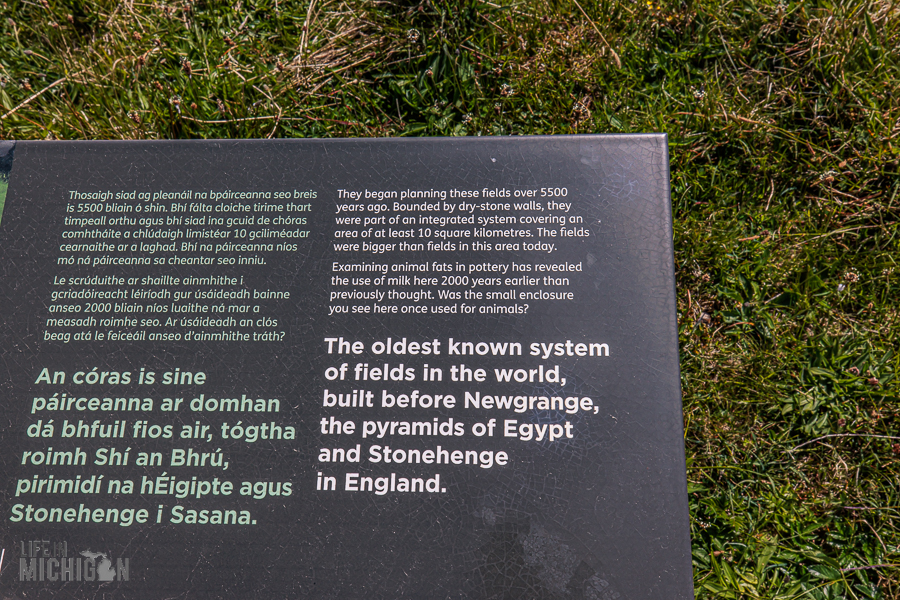 Thosaigh siad ag pleanáil na bpáirceanna seo breis
is 5500 bliain ó shin. Bhí fálta cloiche tirime thart
timpeall orthu agus bhí siad ina gcuid de chóras
comhtháite a chlúdaigh limistéar 10 gciliméadar
cearnaithe ar a laghad. Bhí na páirceanna níos
mó ná páirceanna sa cheantar seo inniu.
Le scrúduithe ar shaillte ainmhithe i
gcriadóireacht léiríodh gur úsáideadh bainne
anseo 2000 bliain níos luaithe ná mar a
measadh roimhe seo. Ar úsáideadh an clós
beag atá le feiceáil anseo d'ainmhithe tráth?
An córas is sine
páirceanna ar domhan
dá bhfuil fios air, tógtha
roimh Shí an Bhrú,
pirimidí na hÉigipte agus
Stonehenge i Sasana.
They began planning these fields over 5500
years ago. Bounded by dry-stone walls, they
were part of an integrated system covering an
area of at least 10 square kilometres. The fields
were bigger than fields in this area today.
Examining animal fats in pottery has revealed
the use of milk here 2000 years earlier than
previously thought. Was the small enclosure
you see here once used for animals?
The oldest known system
of fields in the world,
built before Newgrange,
the pyramids of Egypt
and Stonehenge
in England.
LIFE IN
MICHIGAN